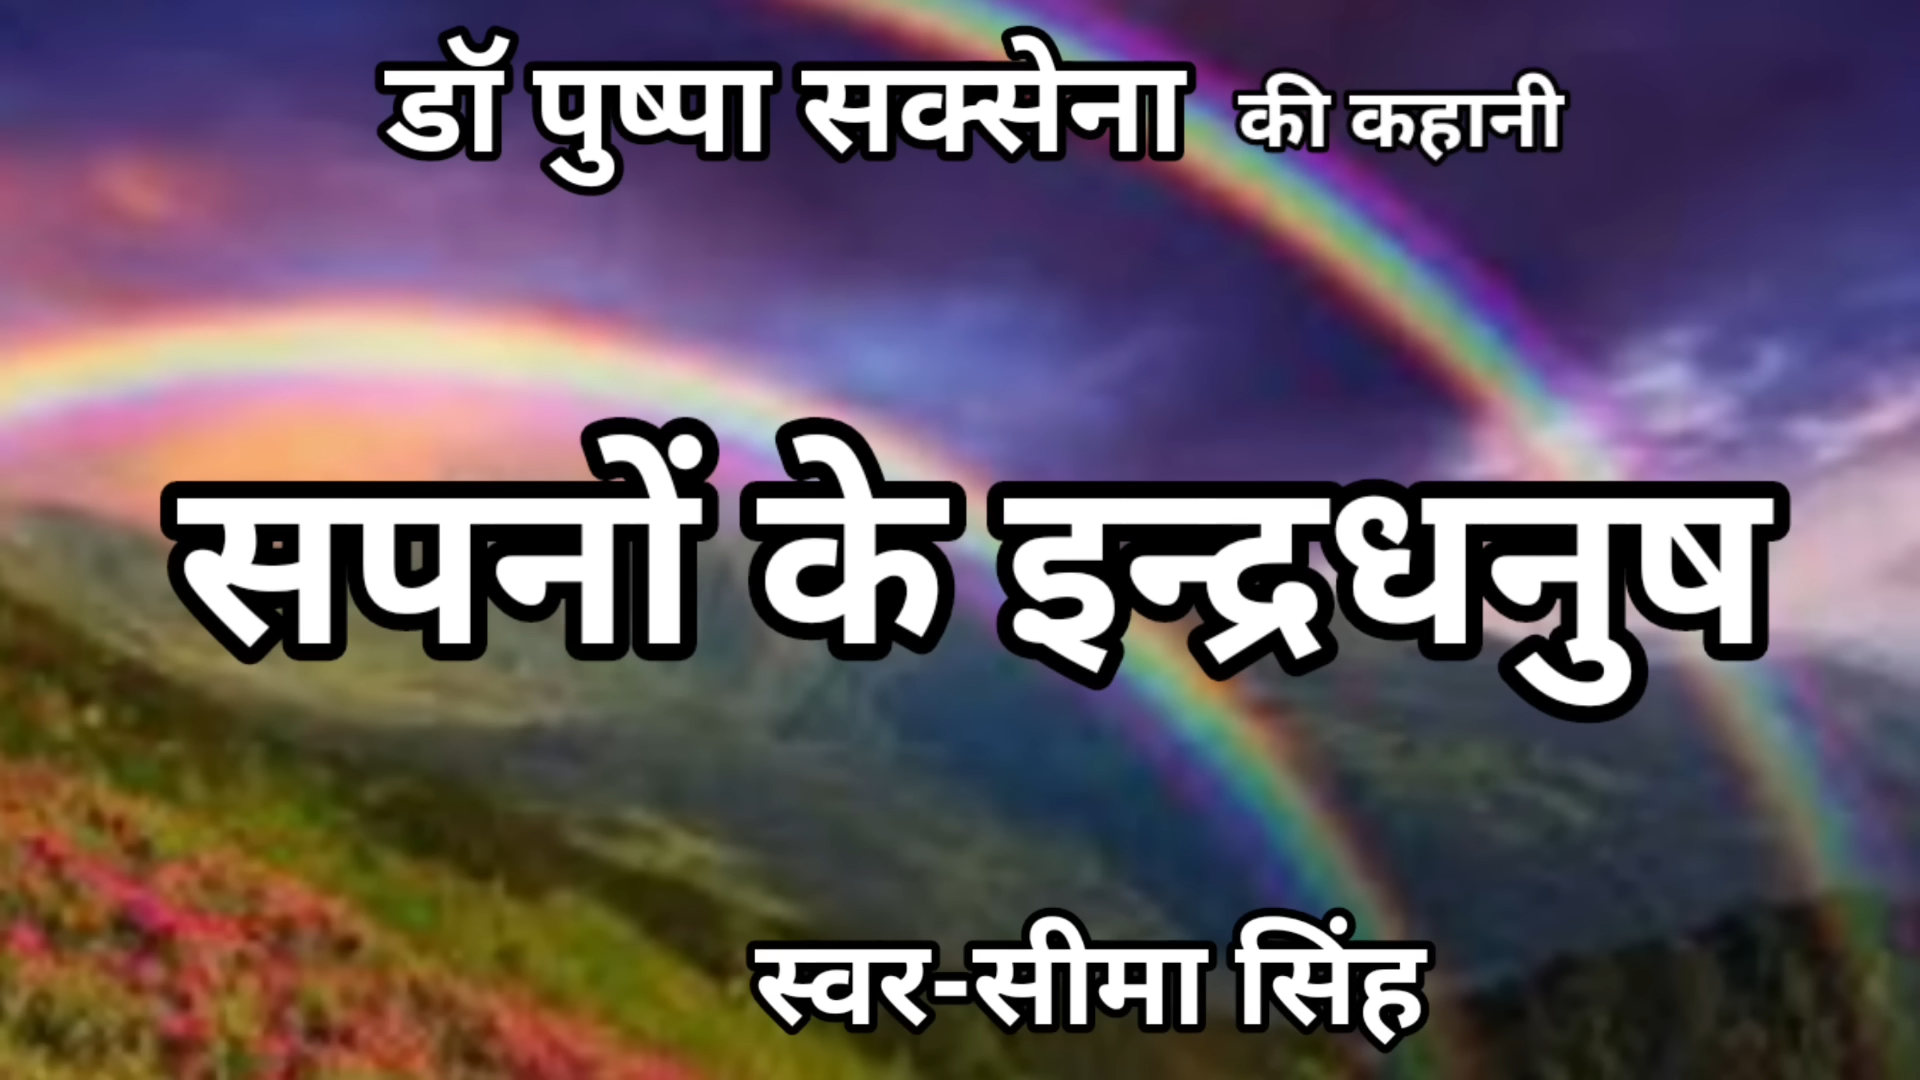 डॉ पुष्पा सक्सेना की कहानी
सपनों के इन्द्रधनुष
स्वर-सीमा सिंह